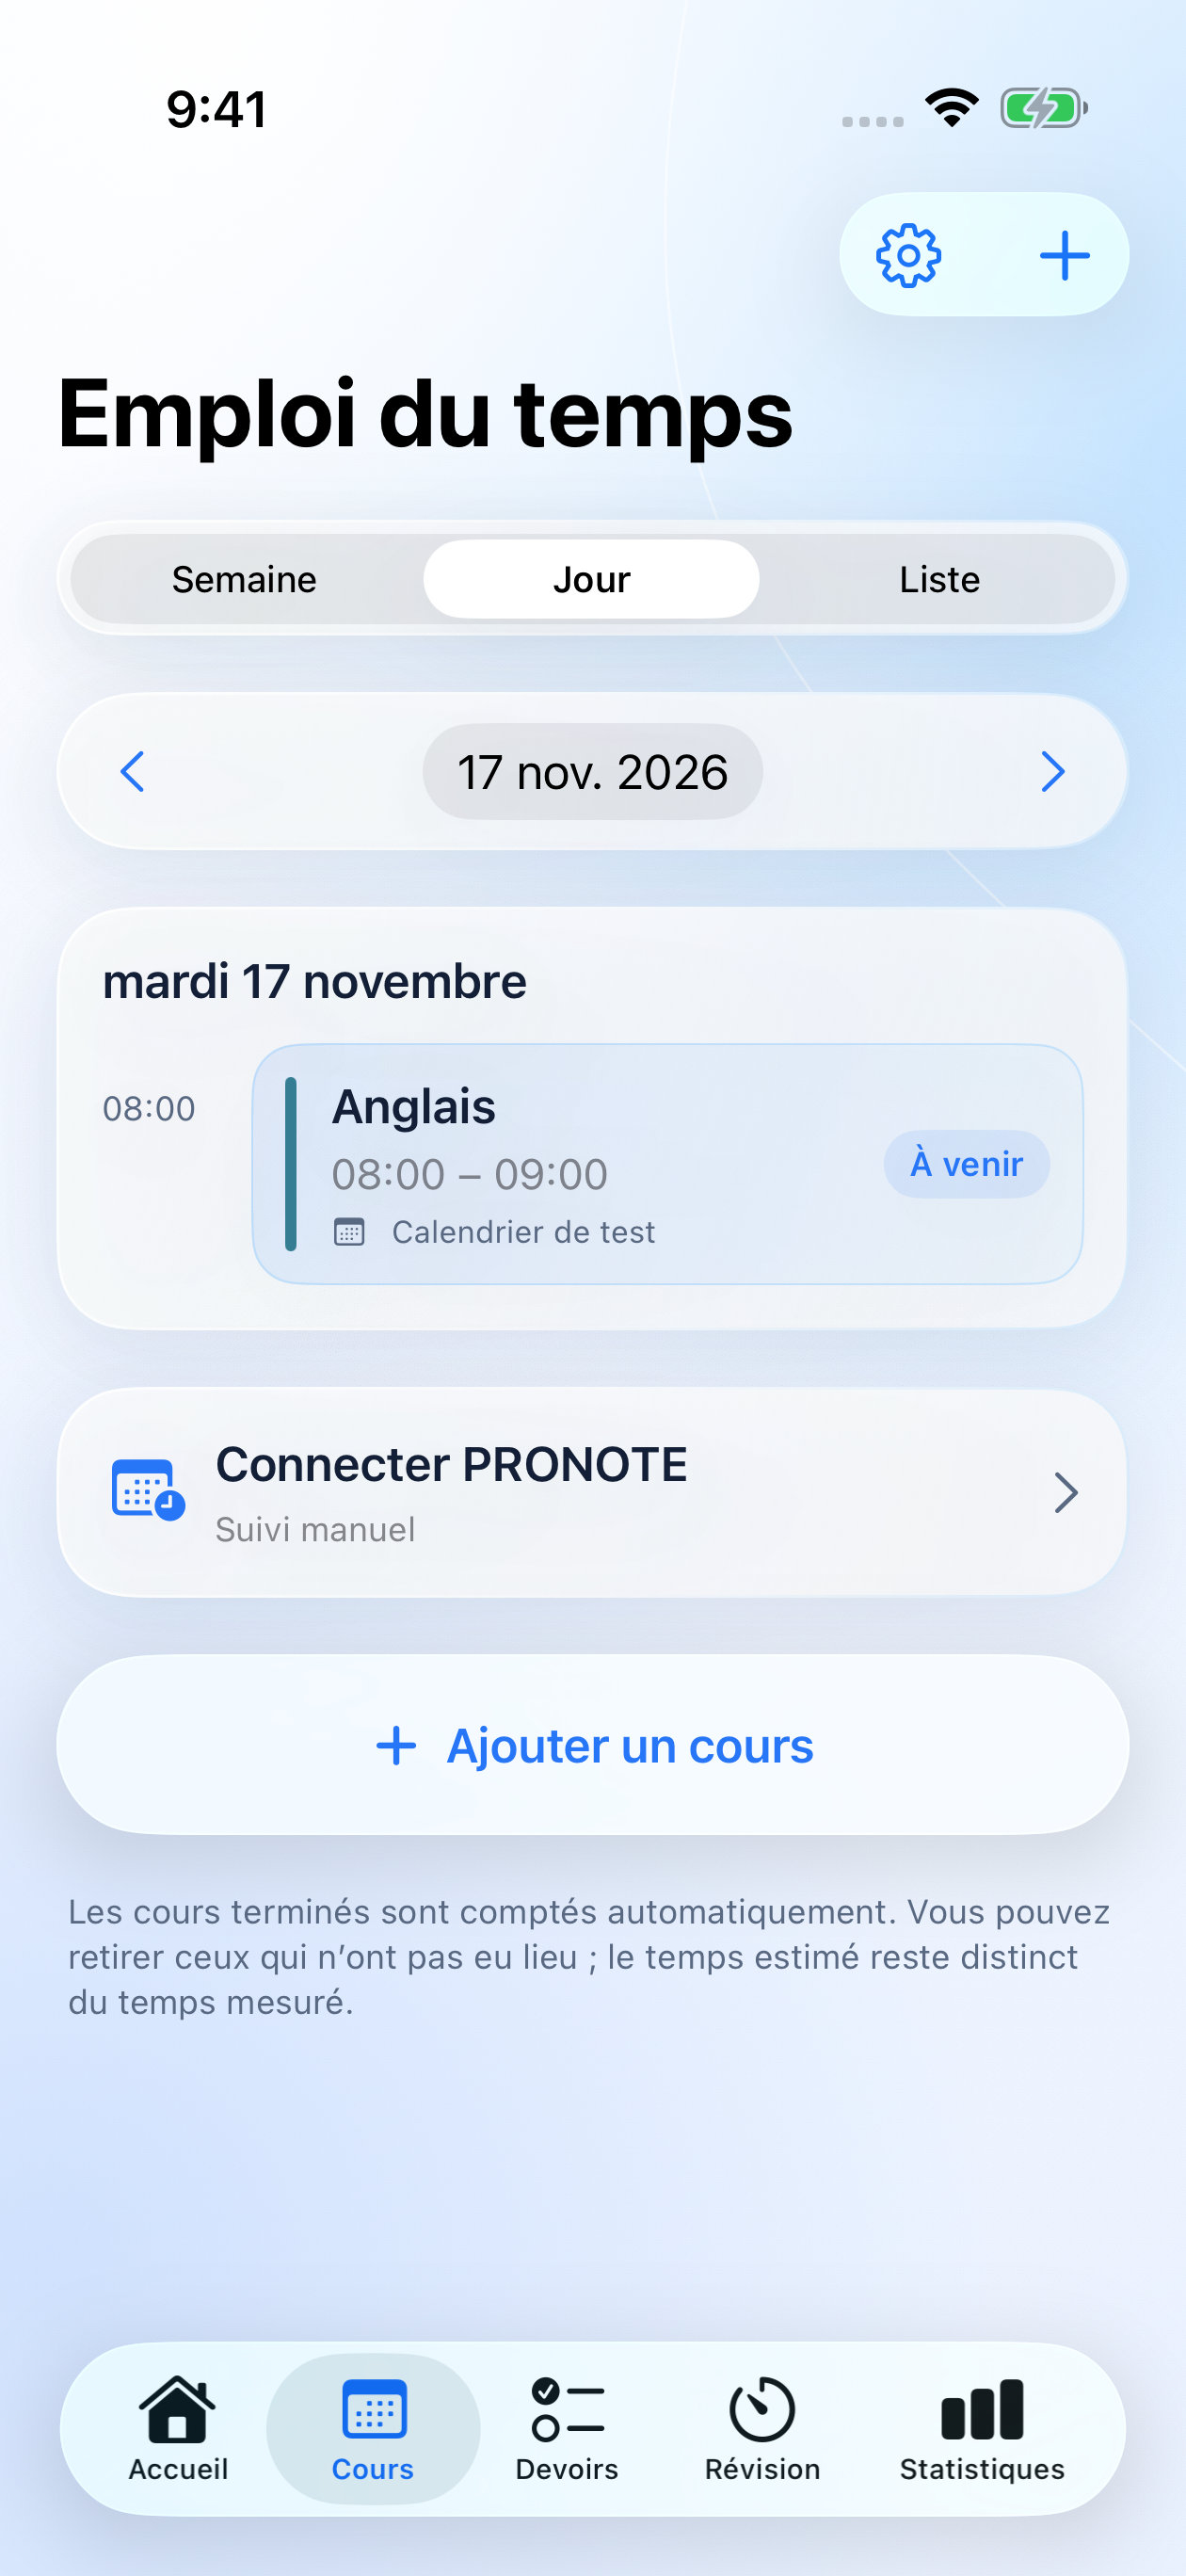 9:41
Emploi du temps
Semaine
Jour
Liste
17 nov. 2026
mardi 17 novembre
08:00
Anglais
08:00 – 09:00
À venir
Calendrier de test
Connecter PRONOTE
Suivi manuel
Ajouter un cours
Les cours terminés sont comptés automatiquement. Vous pouvez
retirer ceux qui n’ont pas eu lieu ; le temps estimé reste distinct
du temps mesuré.
Accueil
Cours
Devoirs
Révision
Statistiques